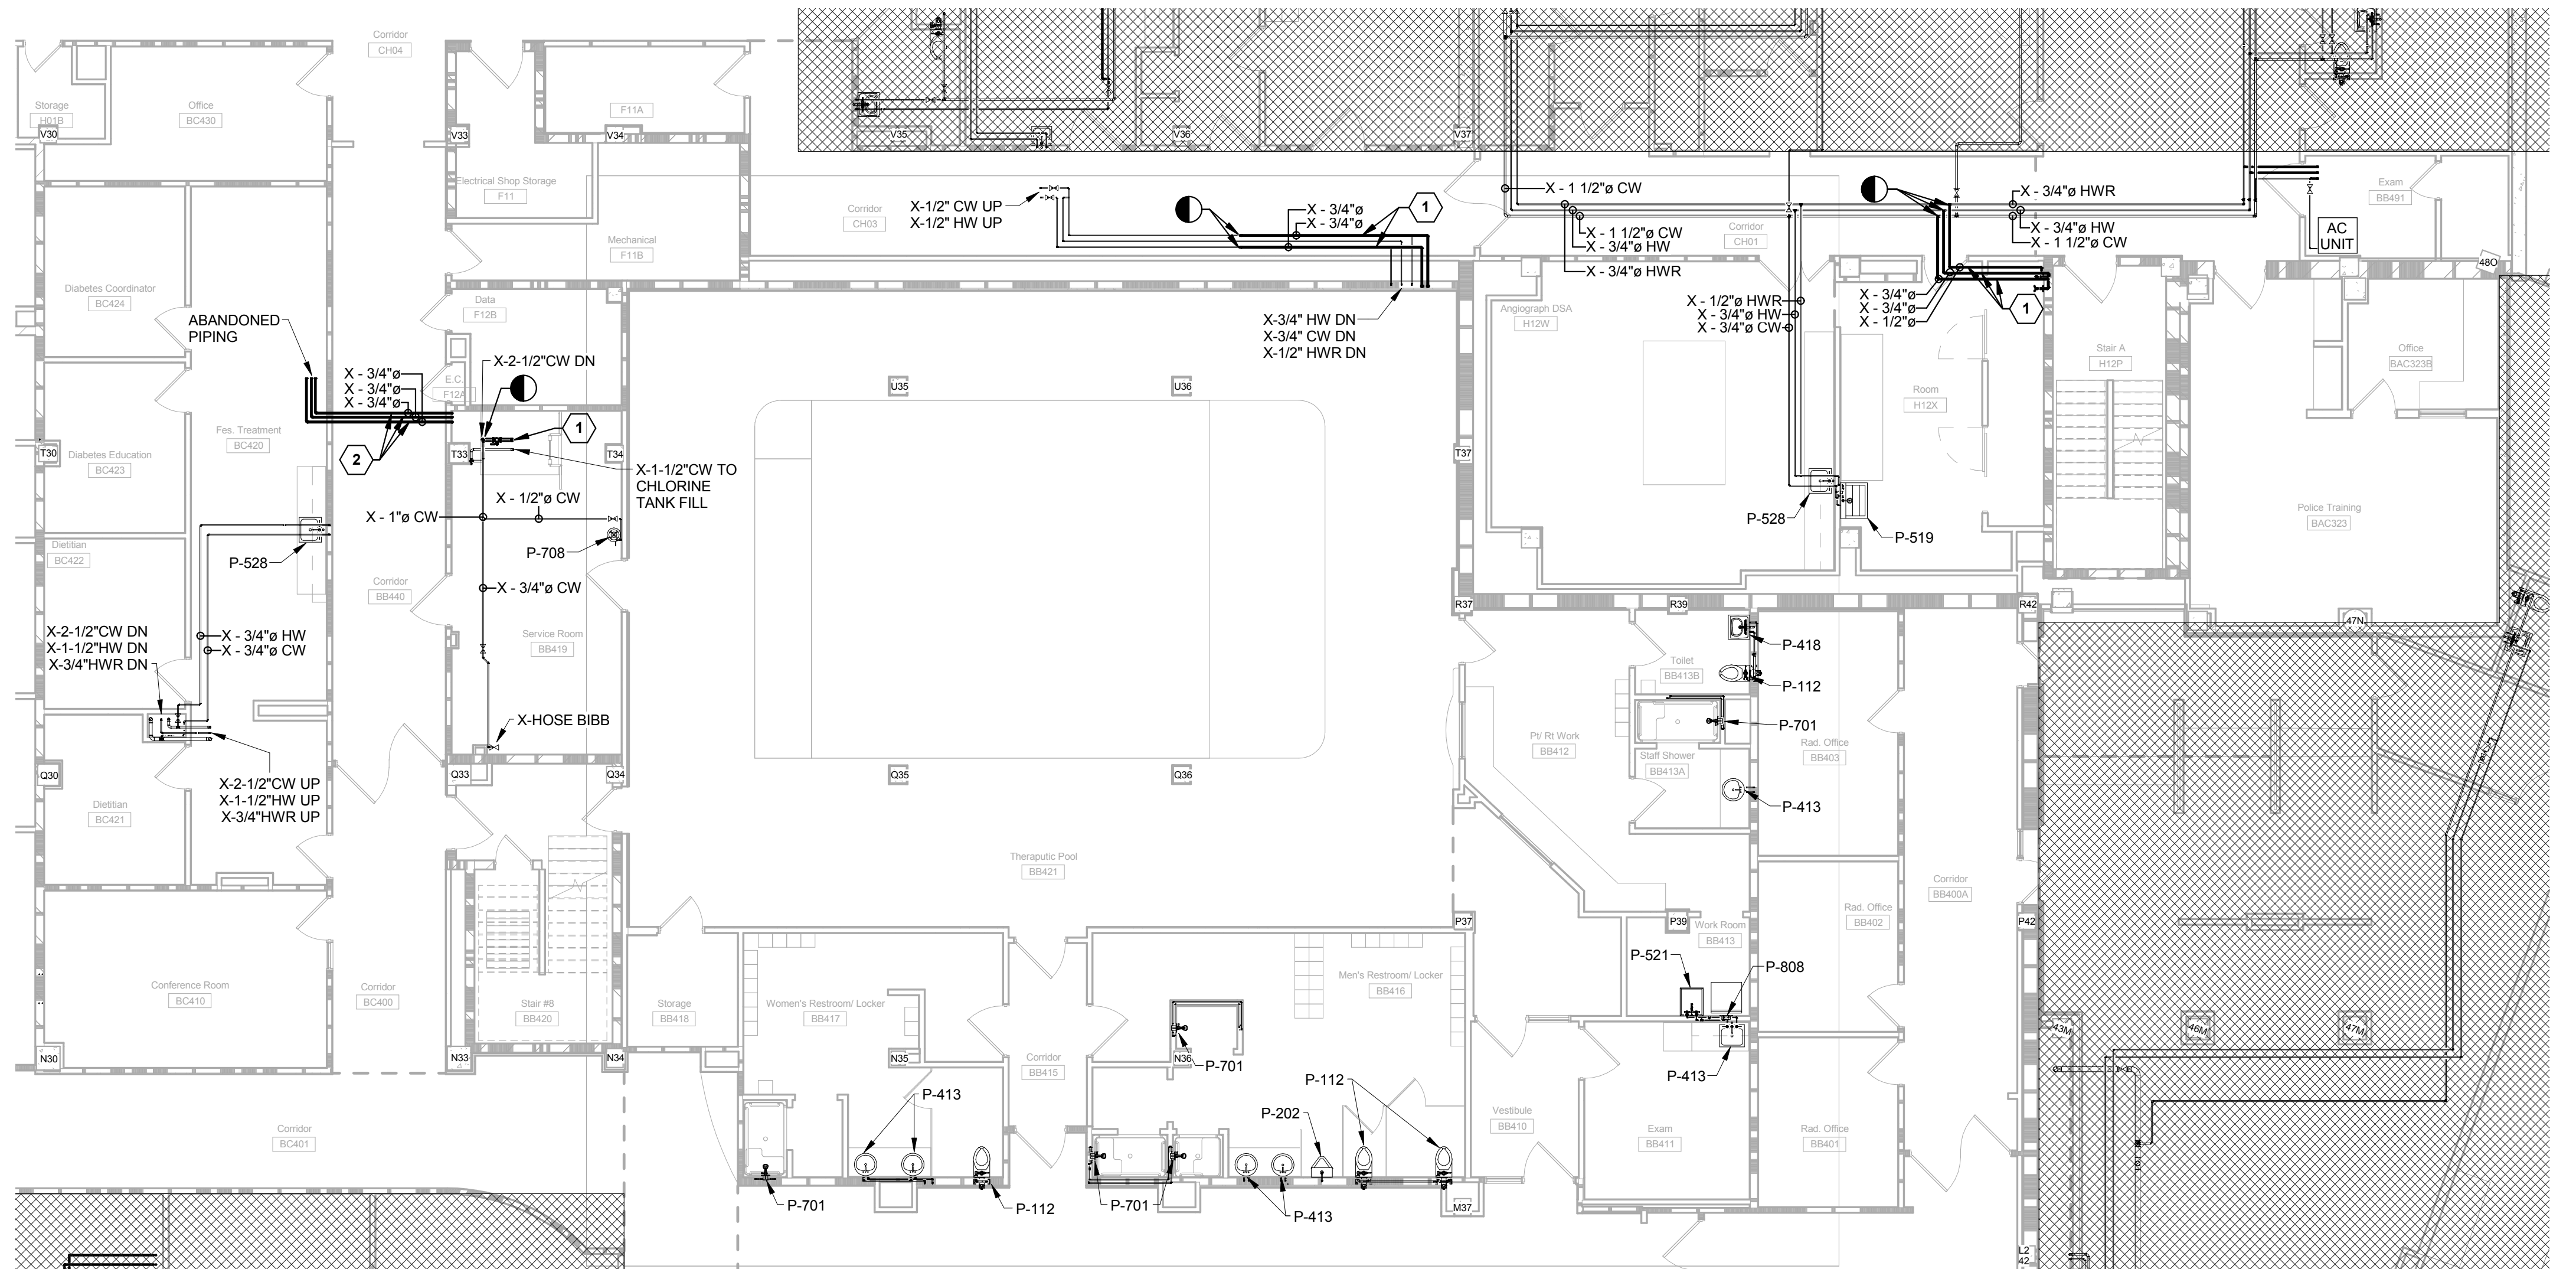 Corridor
CH04
Storage
H01B
Office
BC430
F11A
V30
V33
V34
V35
V36
V37
Electrical Shop Storage
F11
X-1/2" CW UP
X-1/2" HW UP
Corridor
CH03
X - 3/4"ø
X - 3/4"ø
1
X - 1 1/2"ø CW
X - 1 1/2"ø CW
X - 3/4"ø HW
X - 3/4"ø HWR
Corridor
CH01
X - 3/4"ø HWR
X - 3/4"ø HW
X - 1 1/2"ø CW
Exam
BB491
AC
UNIT
48O
Mechanical
F11B
Diabetes Coordinator
BC424
Data
F12B
ABANDONED
PIPING
X-3/4" HW DN
X-3/4" CW DN
X-1/2" HWR DN
Angiograph DSA
H12W
X - 1/2"ø HWR
X - 3/4"ø HW
X - 3/4"ø CW
X - 3/4"ø
X - 3/4"ø
X - 1/2"ø
1
Stair A
H12P
Office
BAC323B
X - 3/4"ø
X - 3/4"ø
X - 3/4"ø
X-2-1/2"CW DN
E.C.
F12A
U35
U36
Room
H12X
Fes. Treatment
BC420
1
2
T30
Diabetes Education
BC423
T33
T34
T37
X-1-1/2"CW TO
CHLORINE
TANK FILL
X - 1/2"ø CW
X - 1"ø CW
P-708
P-528
P-519
Police Training
BAC323
Dietitian
BC422
P-528
Corridor
BB440
X - 3/4"ø CW
R37
R39
R42
47N
X-2-1/2"CW DN
X-1-1/2"HW DN
X-3/4"HWR DN
X - 3/4"ø HW
X - 3/4"ø CW
Service Room
BB419
Toilet
BB413B
P-418
P-112
X-HOSE BIBB
P-701
Pt/ Rt Work
BB412
Staff Shower
BB413A
Rad. Office
BB403
Q30
Q33
Q34
Q35
Q36
X-2-1/2"CW UP
X-1-1/2"HW UP
X-3/4"HWR UP
Dietitian
BC421
P-413
Theraputic Pool
BB421
Corridor
BB400A
P37
P39
P42
Rad. Office
BB402
Work Room
BB413
P-521
P-808
Conference Room
BC410
Corridor
BC400
Stair #8
BB420
Storage
BB418
Women's Restroom/ Locker
BB417
Men's Restroom/ Locker
BB416
43M
46M
47M
N30
N33
N34
N35
Corridor
BB415
N36
P-701
P-413
P-413
P-112
P-202
Vestibule
BB410
Exam
BB411
Rad. Office
BB401
Corridor
BC401
P-701
P-112
P-701
P-413
M37
L2
42